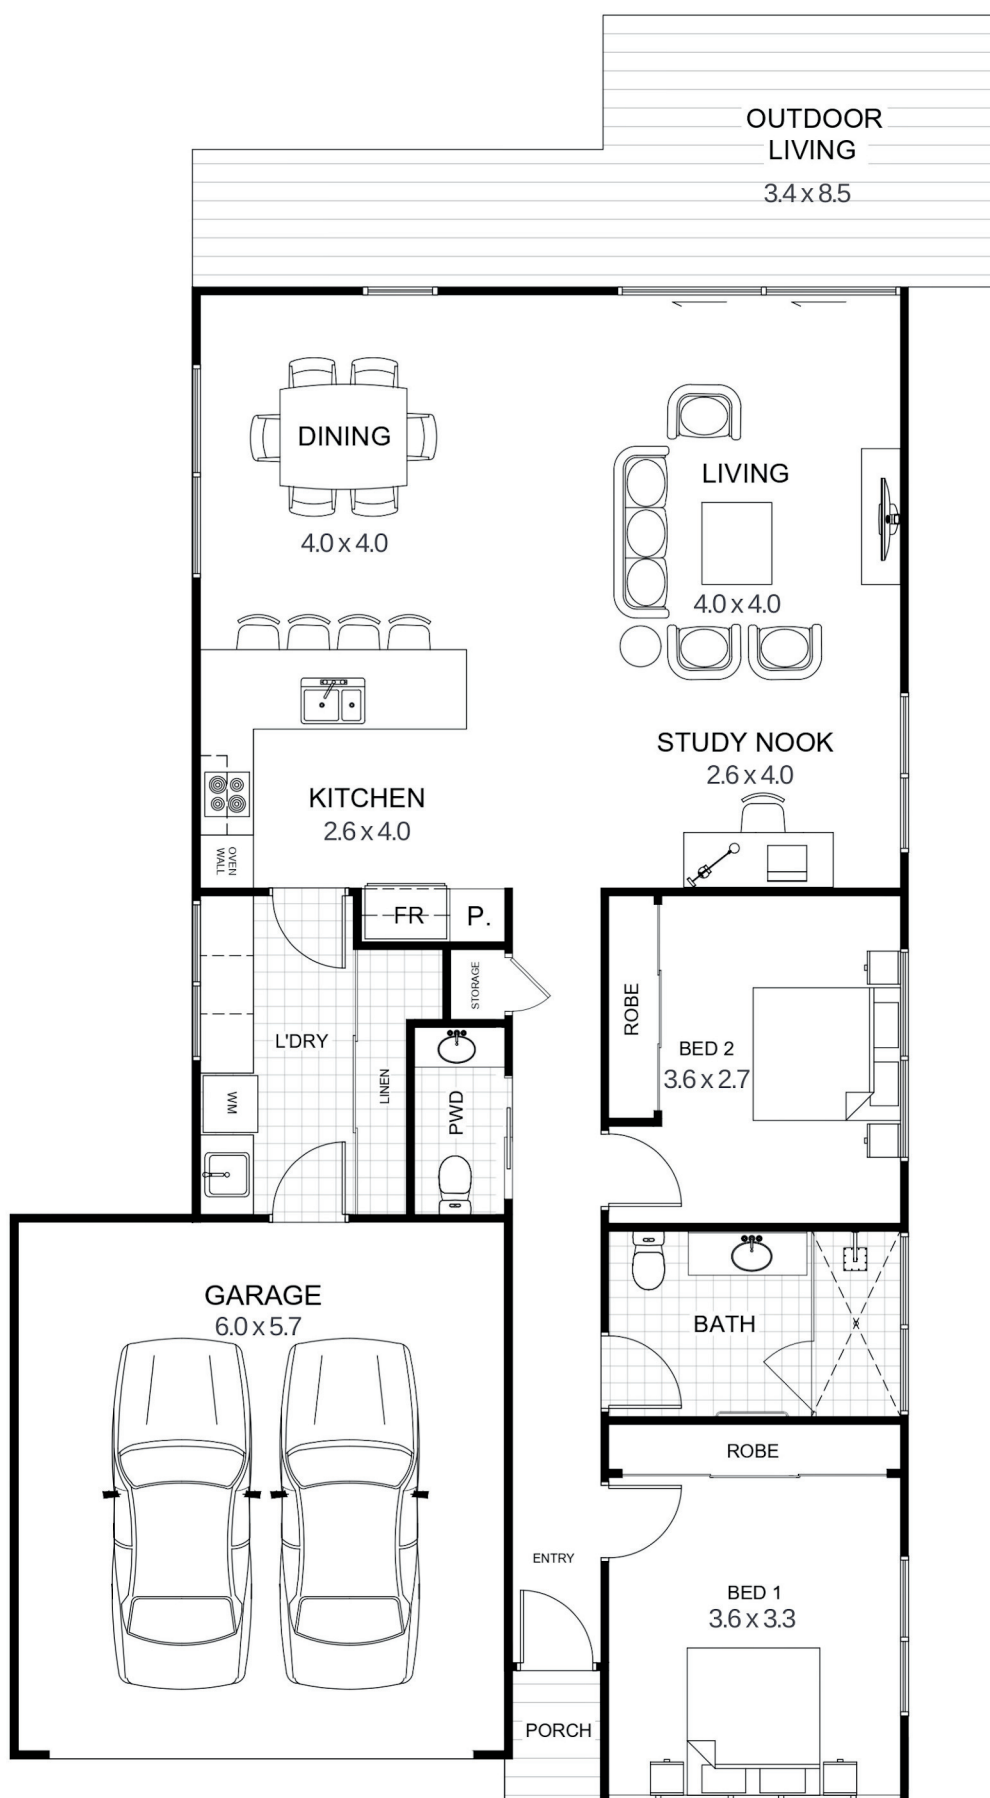 OUTDOOR
LIVING
3.4 x 8.5
DINING
4.0 x 4.0
LIVING
4.0 x 4.0
STUDY NOOK
2.6 x 4.0
KITCHEN
2.6 x 4.0
OVEN
WALL
FR
P.
STORAGE
ROBE
L'DRY
BED 2
3.6 x 2.7
LINEN
WM
PWD
GARAGE
6.0 x 5.7
BATH
ROBE
ENTRY
BED 1
3.6 x 3.3
PORCH